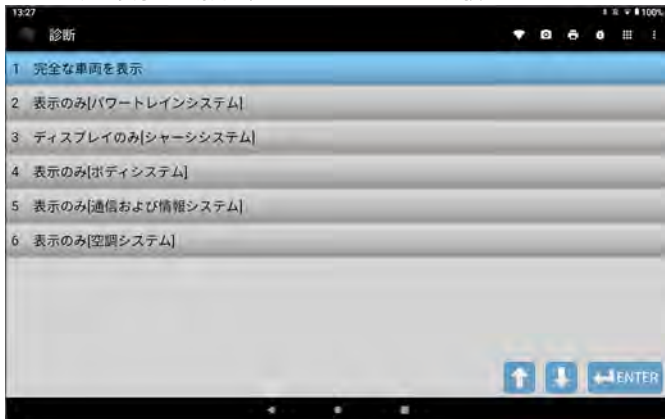 13:27
100%
診断
1 完全な車両を表示
2 表示のみ[パワートレインシステム]
3 ディスプレイのみ[シャーシシステム]
4 表示のみ[ボディシステム]
5 表示のみ[通信および情報システム]
6 表示のみ[空調システム]
ENTER